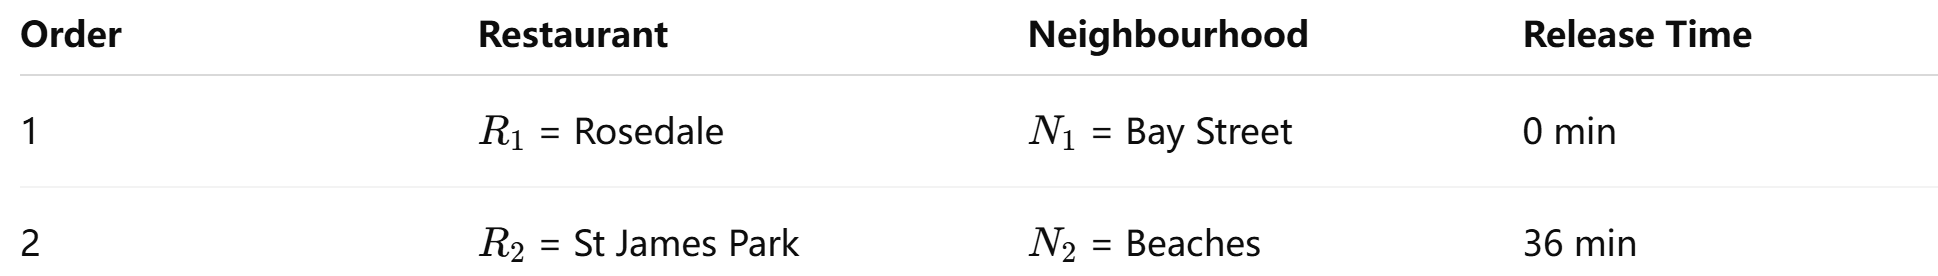 Order Restaurant Neighbourhood Release Time
1 R₁ = Rosedale N₁ = Bay Street 0 min
2 R₂ = St James Park N₂ = Beaches 36 min